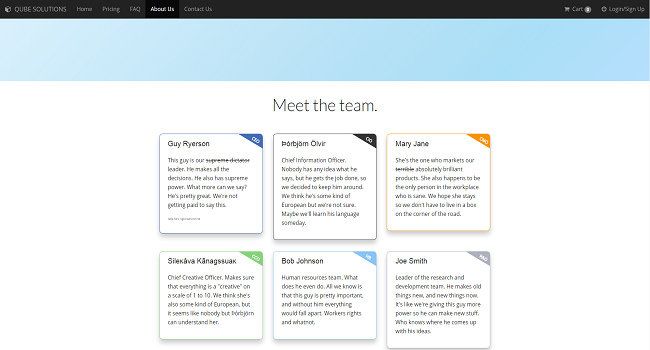 QUBE SOLUTIONS Home Pricing FAQ About Us Contact Us Cart 0 Login/Sign Up
Meet the team.
Guy Ryerson
CEO
This guy is our supreme dictator
leader. He makes all the
decisions. He also has supreme
power. What more can we say?
He's pretty great. We're not
getting paid to say this.
Þórbjörn Ölvir
CIO
Chief Information Officer.
Nobody has any idea what he
says, but he gets the job done, so
we decided to keep him around.
We think he's some kind of
European but we're not sure.
Maybe we'll learn his language
someday.
Mary Jane
CMO
She's the one who markets our
terrible absolutely brilliant
products. She also happens to be
the only person in the workplace
who is sane. We hope she stays
so we don't have to live in a box
on the corner of the road.
CCO
Chief Creative Officer. Makes sure
that everything is a "creative" on
a scale of 1 to 10. We think she's
also some kind of European, but
it seems like nobody but Þórbjörn
can understand her.
Bob Johnson
HR
Human resources team. What
does he even do. All we know is
that this guy is pretty important,
and without him everything
would fall apart. Workers rights
and whatnot.
Joe Smith
R&D
Leader of the research and
development team. He makes old
things new, and new things now.
It's like we're giving this guy more
power so he can make new stuff.
Who knows where he comes up
with his ideas.